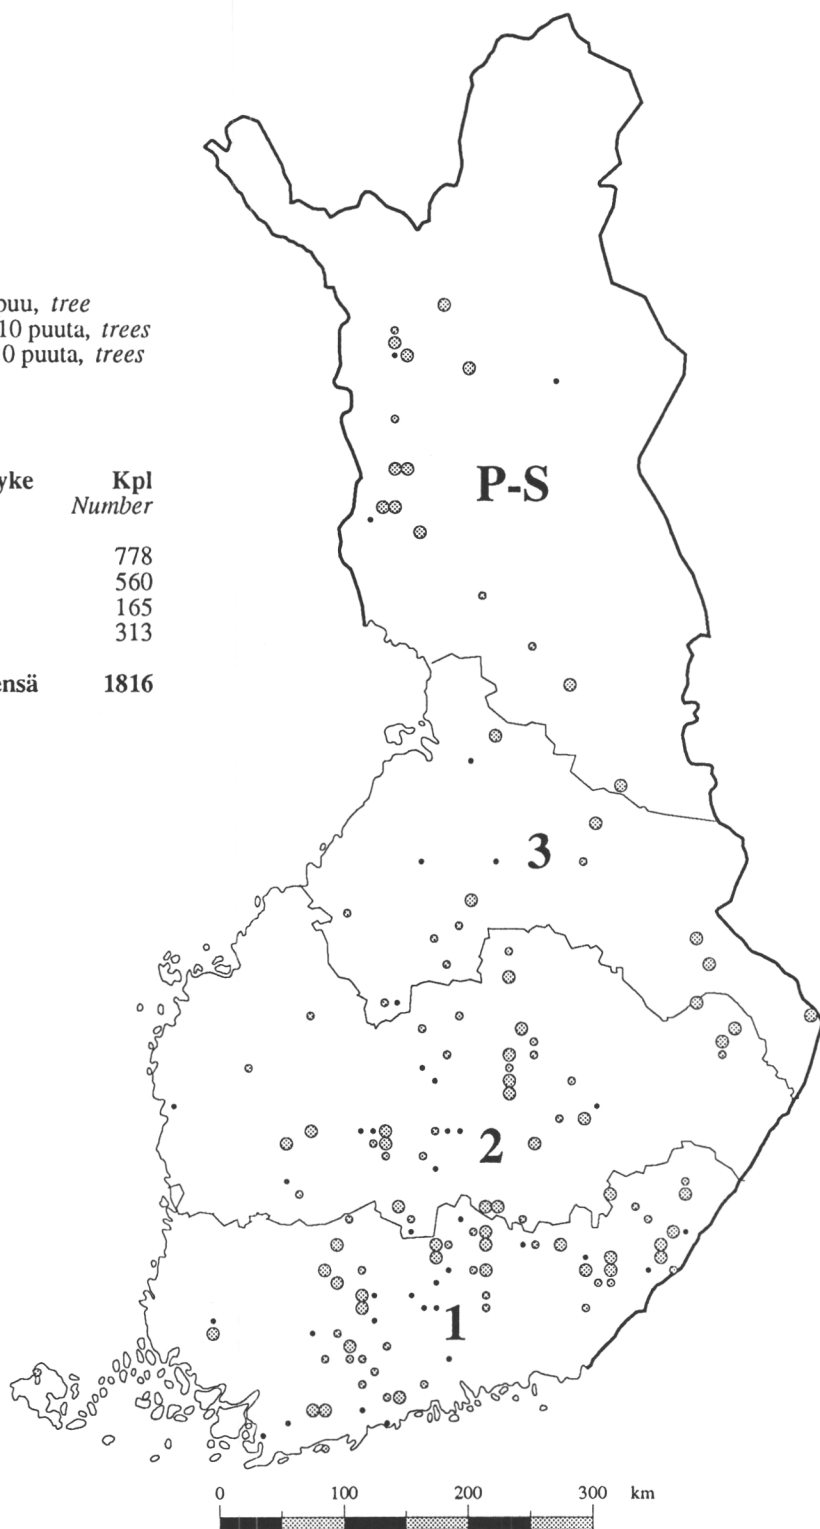 puu, tree
10 puuta, trees
0 puuta, trees
yke Kpl
Number
778
560
165
313
ensä 1816
P-S
3
2
1
0 100 200 300 km